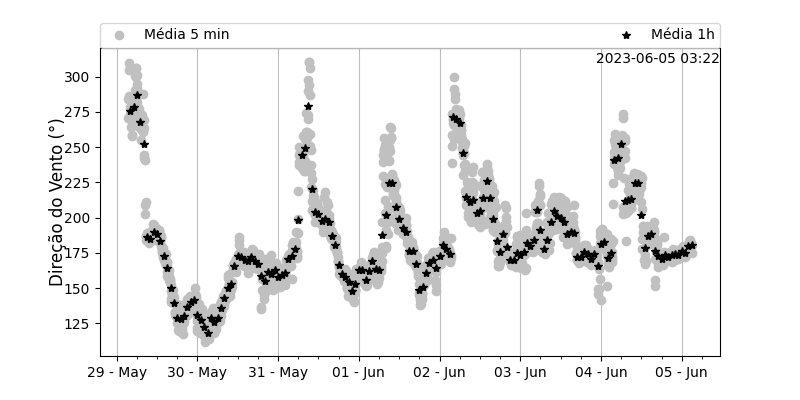 Média 5 min
Média 1h
2023-06-05 03:22
Direção do Vento (°)
300
275
250
225
200
175
150
125
29 - May
30 - May
31 - May
01 - Jun
02 - Jun
03 - Jun
04 - Jun
05 - Jun